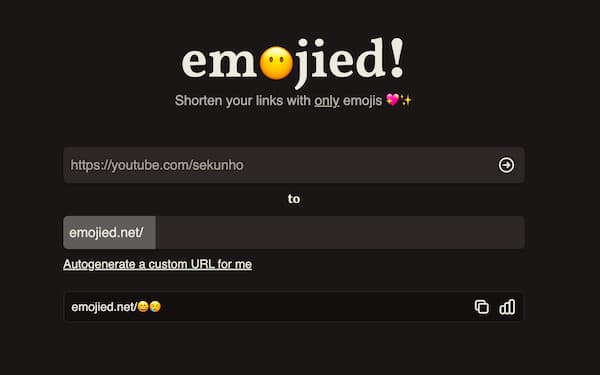 em😶jied!
Shorten your links with only emojis 💖✨
https://youtube.com/sekunho
to
emojied.net/
Autogenerate a custom URL for me
emojied.net/😄😢